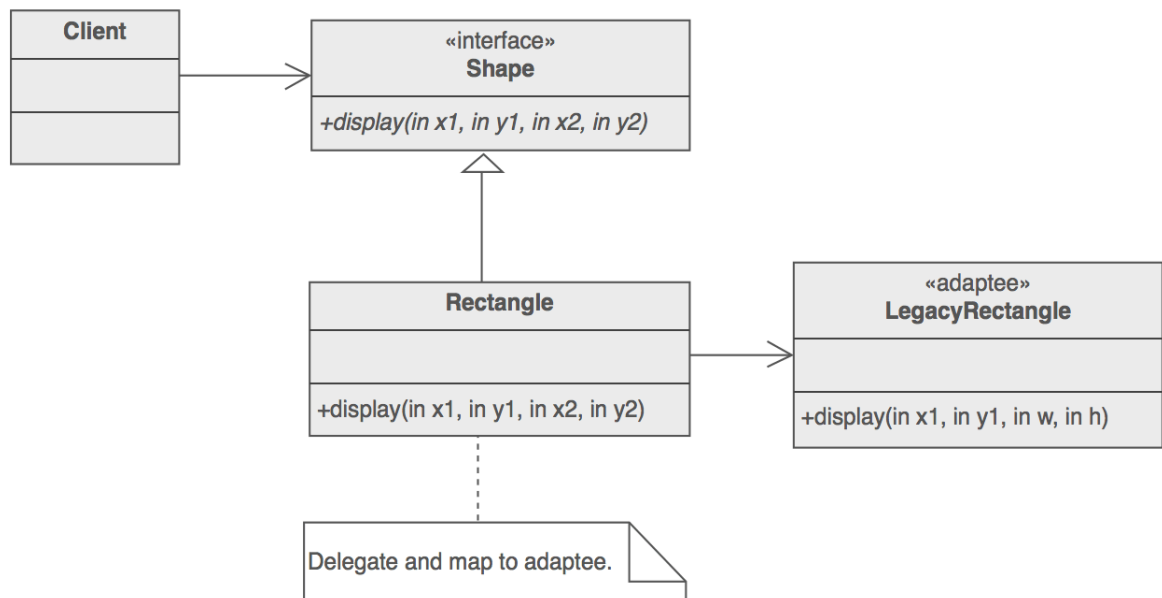 Client
«interface»
Shape
+display(in x1, in y1, in x2, in y2)
Rectangle
+display(in x1, in y1, in x2, in y2)
«adaptee»
LegacyRectangle
+display(in x1, in y1, in w, in h)
Delegate and map to adaptee.